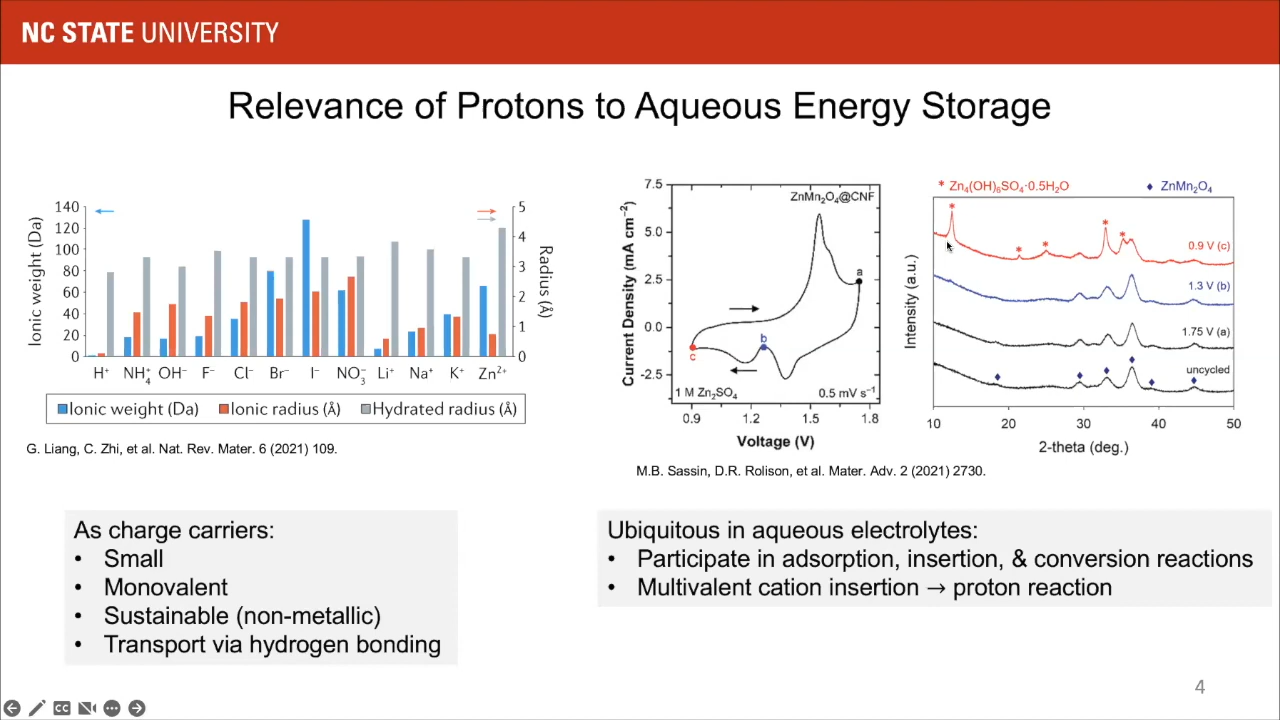 NC STATE UNIVERSITY
Relevance of Protons to Aqueous Energy Storage
Ionic weight (Da)
140
120
100
80
60
40
20
0
5
4
3
2
1
0
Radius (Å)
H⁺ NH₄⁺ OH⁻ F⁻ Cl⁻ Br⁻ I⁻ NO₃⁻ Li⁺ Na⁺ K⁺ Zn²⁺
Ionic weight (Da) Ionic radius (Å) Hydrated radius (Å)
G. Liang, C. Zhi, et al. Nat. Rev. Mater. 6 (2021) 109.
Current Density (mA cm⁻²)
7.5
5.0
2.5
0.0
-2.5
ZnMn₂O₄@CNF
a
b
c
1 M Zn₂SO₄ 0.5 mV s⁻¹
0.9 1.2 1.5 1.8
Voltage (V)
* Zn₄(OH)₆SO₄·0.5H₂O ♦ ZnMn₂O₄
Intensity (a.u.)
0.9 V (c)
1.3 V (b)
1.75 V (a)
uncycled
10 20 30 40 50
2-theta (deg.)
M.B. Sassin, D.R. Rolison, et al. Mater. Adv. 2 (2021) 2730.
As charge carriers:
• Small
• Monovalent
• Sustainable (non-metallic)
• Transport via hydrogen bonding
Ubiquitous in aqueous electrolytes:
• Participate in adsorption, insertion, & conversion reactions
• Multivalent cation insertion → proton reaction
4
CC